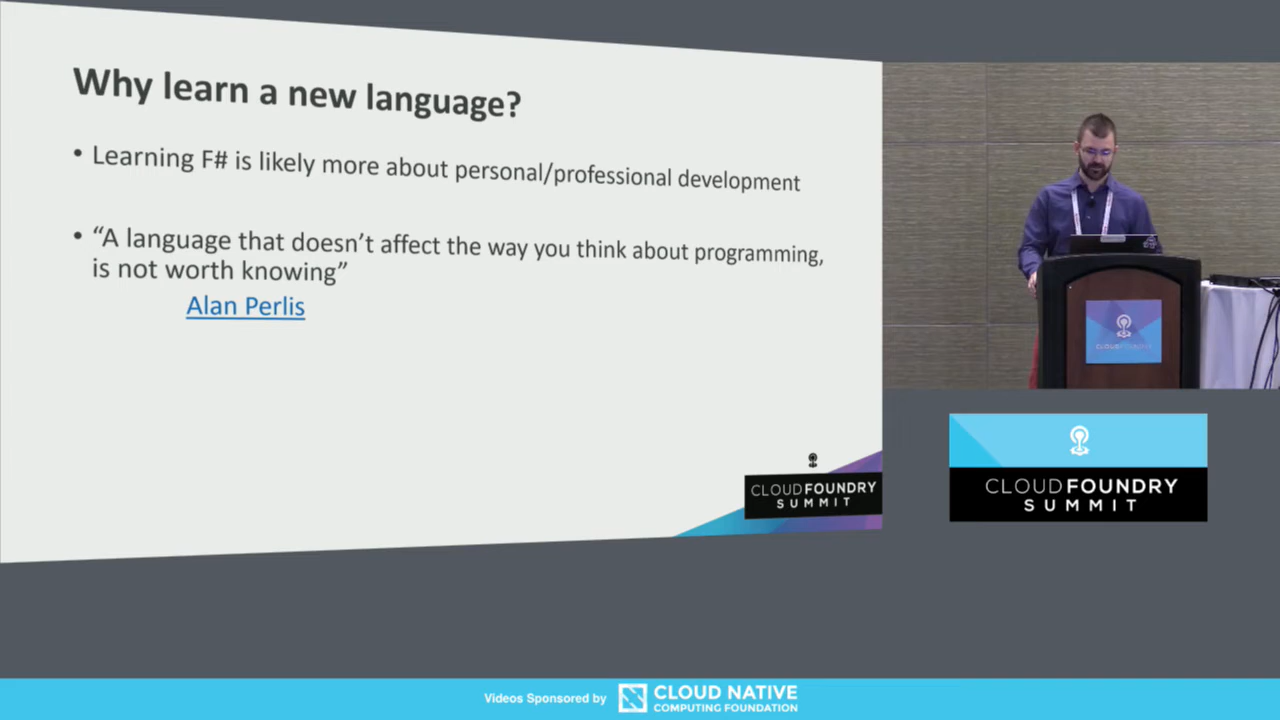 Why learn a new language?
• Learning F# is likely more about personal/professional development
• “A language that doesn’t affect the way you think about programming,
is not worth knowing”
Alan Perlis
CLOUDFOUNDRY
SUMMIT
CLOUDFOUNDRY
CLOUDFOUNDRY
SUMMIT
Videos Sponsored by
CLOUD NATIVE
COMPUTING FOUNDATION